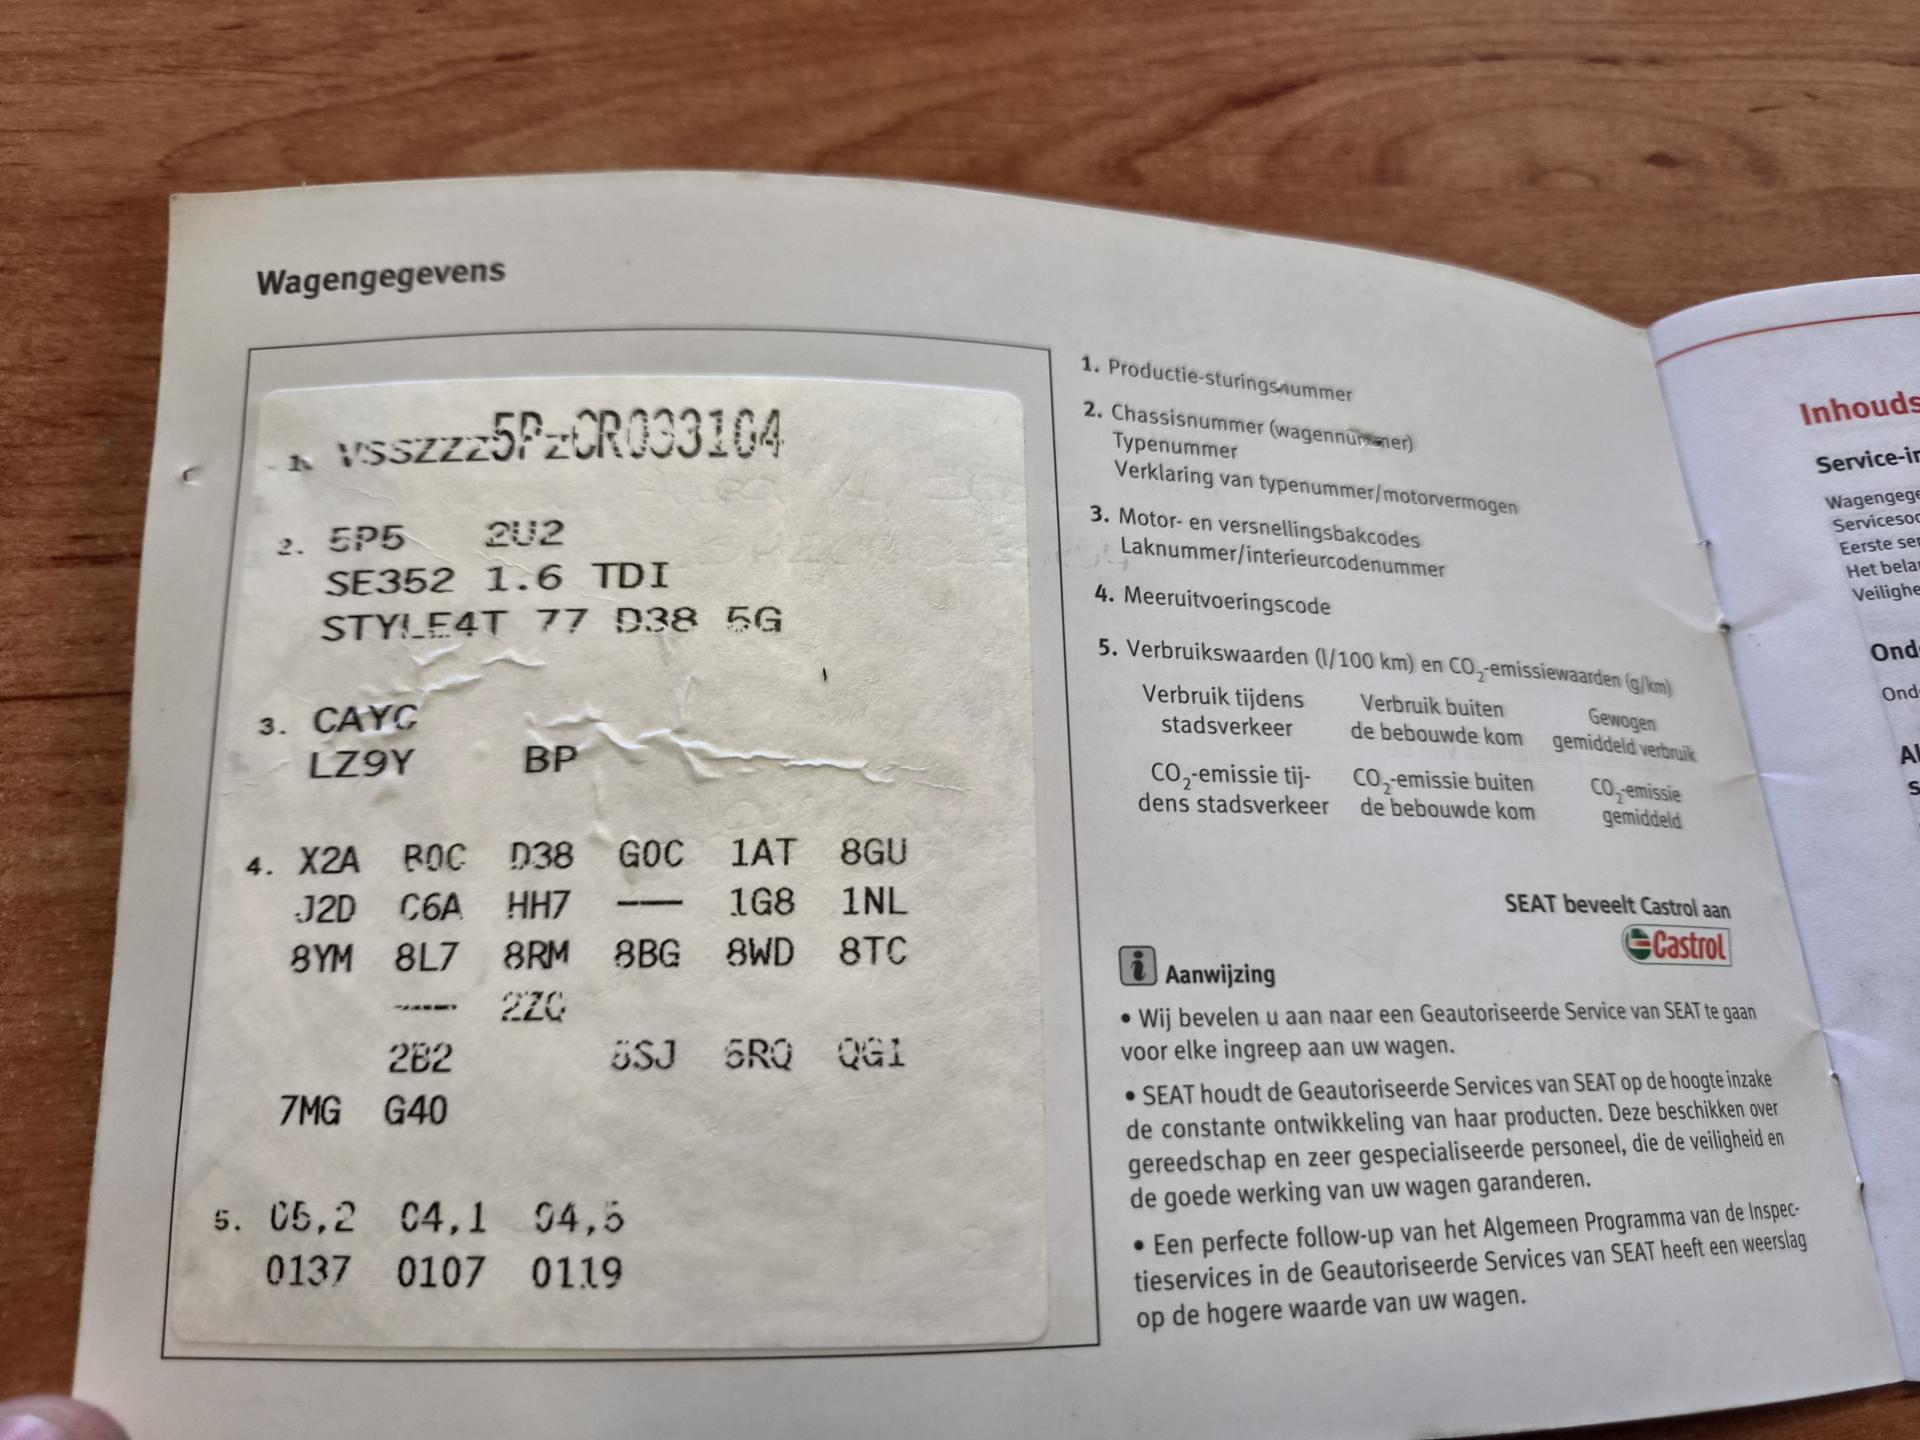 Wagengegevens
1. VSSZZZ5PZCR033104
2. 5P5 2U2
SE352 1.6 TDI
STYLE4T 77 D38 5G
3. CAYC
LZ9Y BP
4. X2A B0C D38 G0C 1AT 8GU
J2D C6A HH7 --- 1G8 1NL
8YM 8L7 8RM 8BG 8WD 8TC
---- 2ZQ
2B2 5SJ 5RQ QG1
7MG G40
5. 05,2 04,1 04,5
0137 0107 0119
1. Productie-sturingsnummer
2. Chassisnummer (wagennummer)
Typenummer
Verklaring van typenummer/motorvermogen
3. Motor- en versnellingsbakcodes
Laknummer/interieurcodenummer
4. Meeruitvoeringscode
5. Verbruikswaarden (l/100 km) en CO₂-emissiewaarden (g/km)
Verbruik tijdens stadsverkeer
Verbruik buiten de bebouwde kom
Gewogen gemiddeld verbruik
CO₂-emissie tij-
dens stadsverkeer
CO₂-emissie buiten de bebouwde kom
CO₂-emissie gemiddeld
SEAT beveelt Castrol aan
Castrol
i Aanwijzing
• Wij bevelen u aan naar een Geautoriseerde Service van SEAT te gaan
voor elke ingreep aan uw wagen.
• SEAT houdt de Geautoriseerde Services van SEAT op de hoogte inzake
de constante ontwikkeling van haar producten. Deze beschikken over
gereedschap en zeer gespecialiseerde personeel, die de veiligheid en
de goede werking van uw wagen garanderen.
• Een perfecte follow-up van het Algemeen Programma van de Inspec-
tieservices in de Geautoriseerde Services van SEAT heeft een weerslag
op de hogere waarde van uw wagen.
Inhouds
Service-in
Wagengege
Servicesoo
Eerste ser
Het bela
Veilighe
Onde
Onde
Al
s